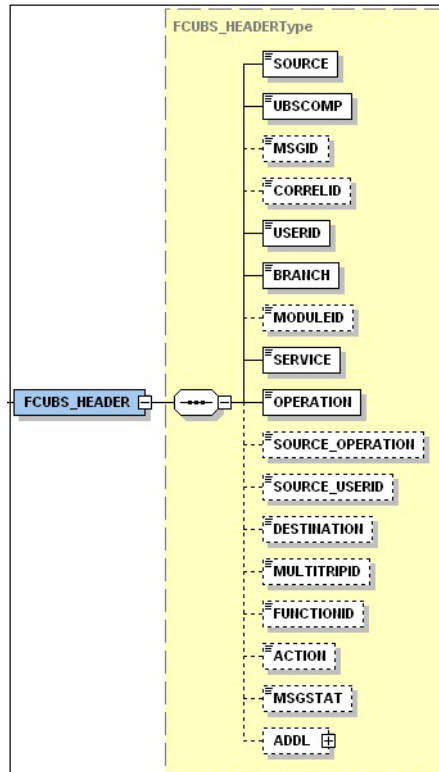 FCUBS_HEADERType
SOURCE
UBSCOMP
MSGID
CORRELID
USERID
BRANCH
MODULEID
SERVICE
FCUBS_HEADER
OPERATION
SOURCE_OPERATION
SOURCE_USERID
DESTINATION
MULTITRIPID
FUNCTIONID
ACTION
MSGSTAT
ADDL